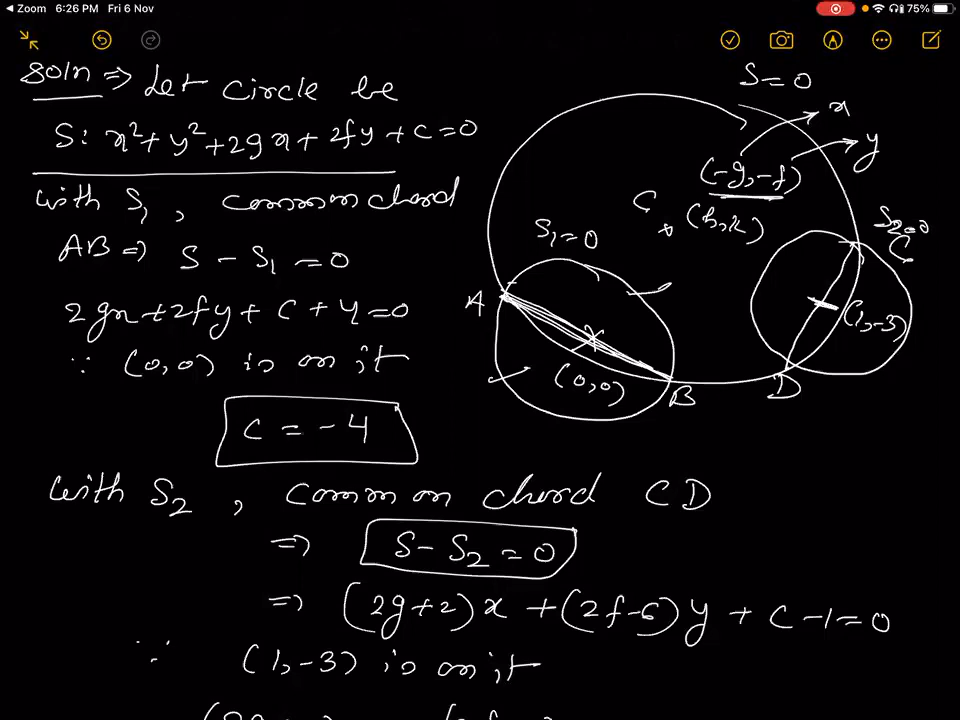 ◀ Zoom 6:26 PM Fri 6 Nov 75%
Soln ⇒ Let circle be
S: x²+y²+2gx+2fy+c=0
with S₁, common chord
AB ⇒ S - S₁ = 0
2gx+2fy+c+4=0
∵ (0,0) is on it
c = -4
with S₂, common chord CD
⇒ S - S₂ = 0
⇒ (2g+2)x + (2f-6)y + c-1=0
∵ (1,-3) is on it
S=0
x
y
(-g,-f)
C
(h,k)
S₁=0
S₂=0
C
A
(1,-3)
(0,0)
B
D